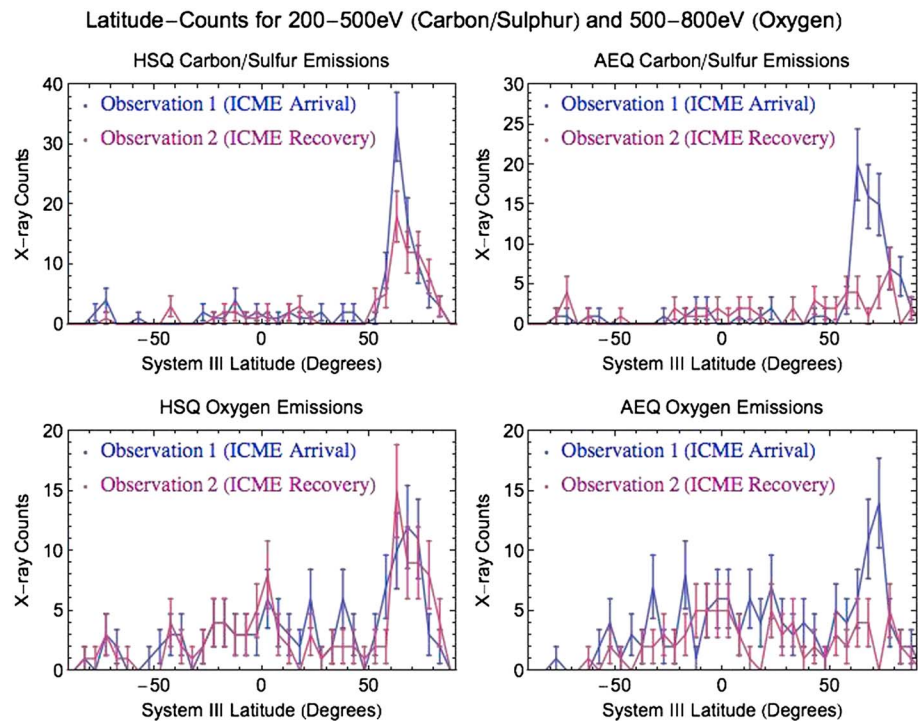 Latitude-Counts for 200-500eV (Carbon/Sulphur) and 500-800eV (Oxygen)
HSQ Carbon/Sulfur Emissions
40
30
20
10
0
X-ray Counts
Observation 1 (ICME Arrival)
Observation 2 (ICME Recovery)
-50 0 50
System III Latitude (Degrees)
AEQ Carbon/Sulfur Emissions
30
25
20
15
10
5
0
X-ray Counts
Observation 1 (ICME Arrival)
Observation 2 (ICME Recovery)
-50 0 50
System III Latitude (Degrees)
HSQ Oxygen Emissions
20
15
10
5
0
X-ray Counts
Observation 1 (ICME Arrival)
Observation 2 (ICME Recovery)
-50 0 50
System III Latitude (Degrees)
AEQ Oxygen Emissions
20
15
10
5
0
X-ray Counts
Observation 1 (ICME Arrival)
Observation 2 (ICME Recovery)
-50 0 50
System III Latitude (Degrees)